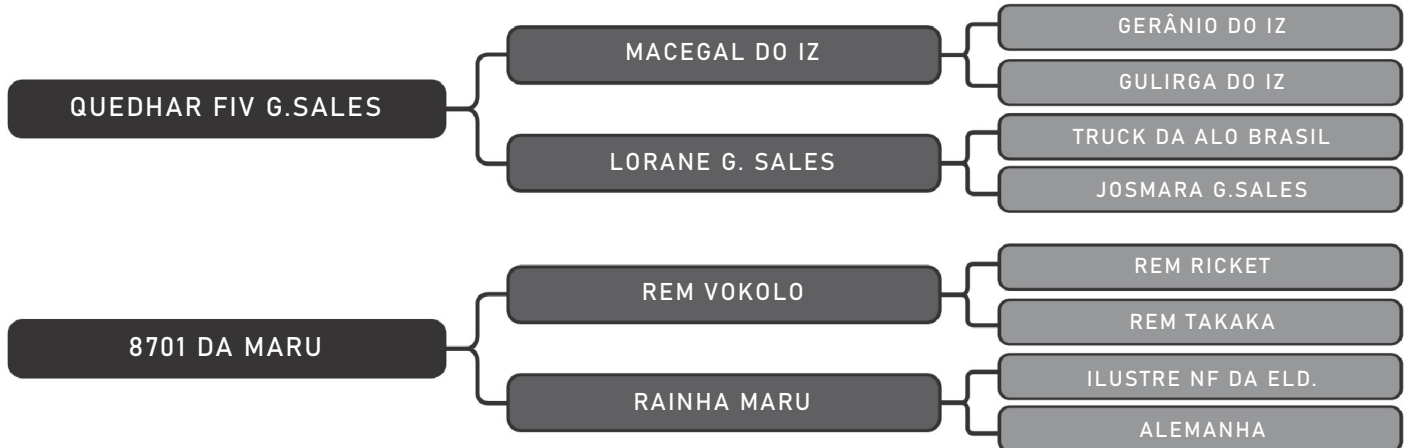 QUEDHAR FIV G.SALES
MACEGAL DO IZ
GERÂNIO DO IZ
GULIRGA DO IZ
LORANE G. SALES
TRUCK DA ALO BRASIL
JOSMARA G.SALES
8701 DA MARU
REM VOKOLO
REM RICKET
REM TAKAKA
RAINHA MARU
ILUSTRE NF DA ELD.
ALEMANHA